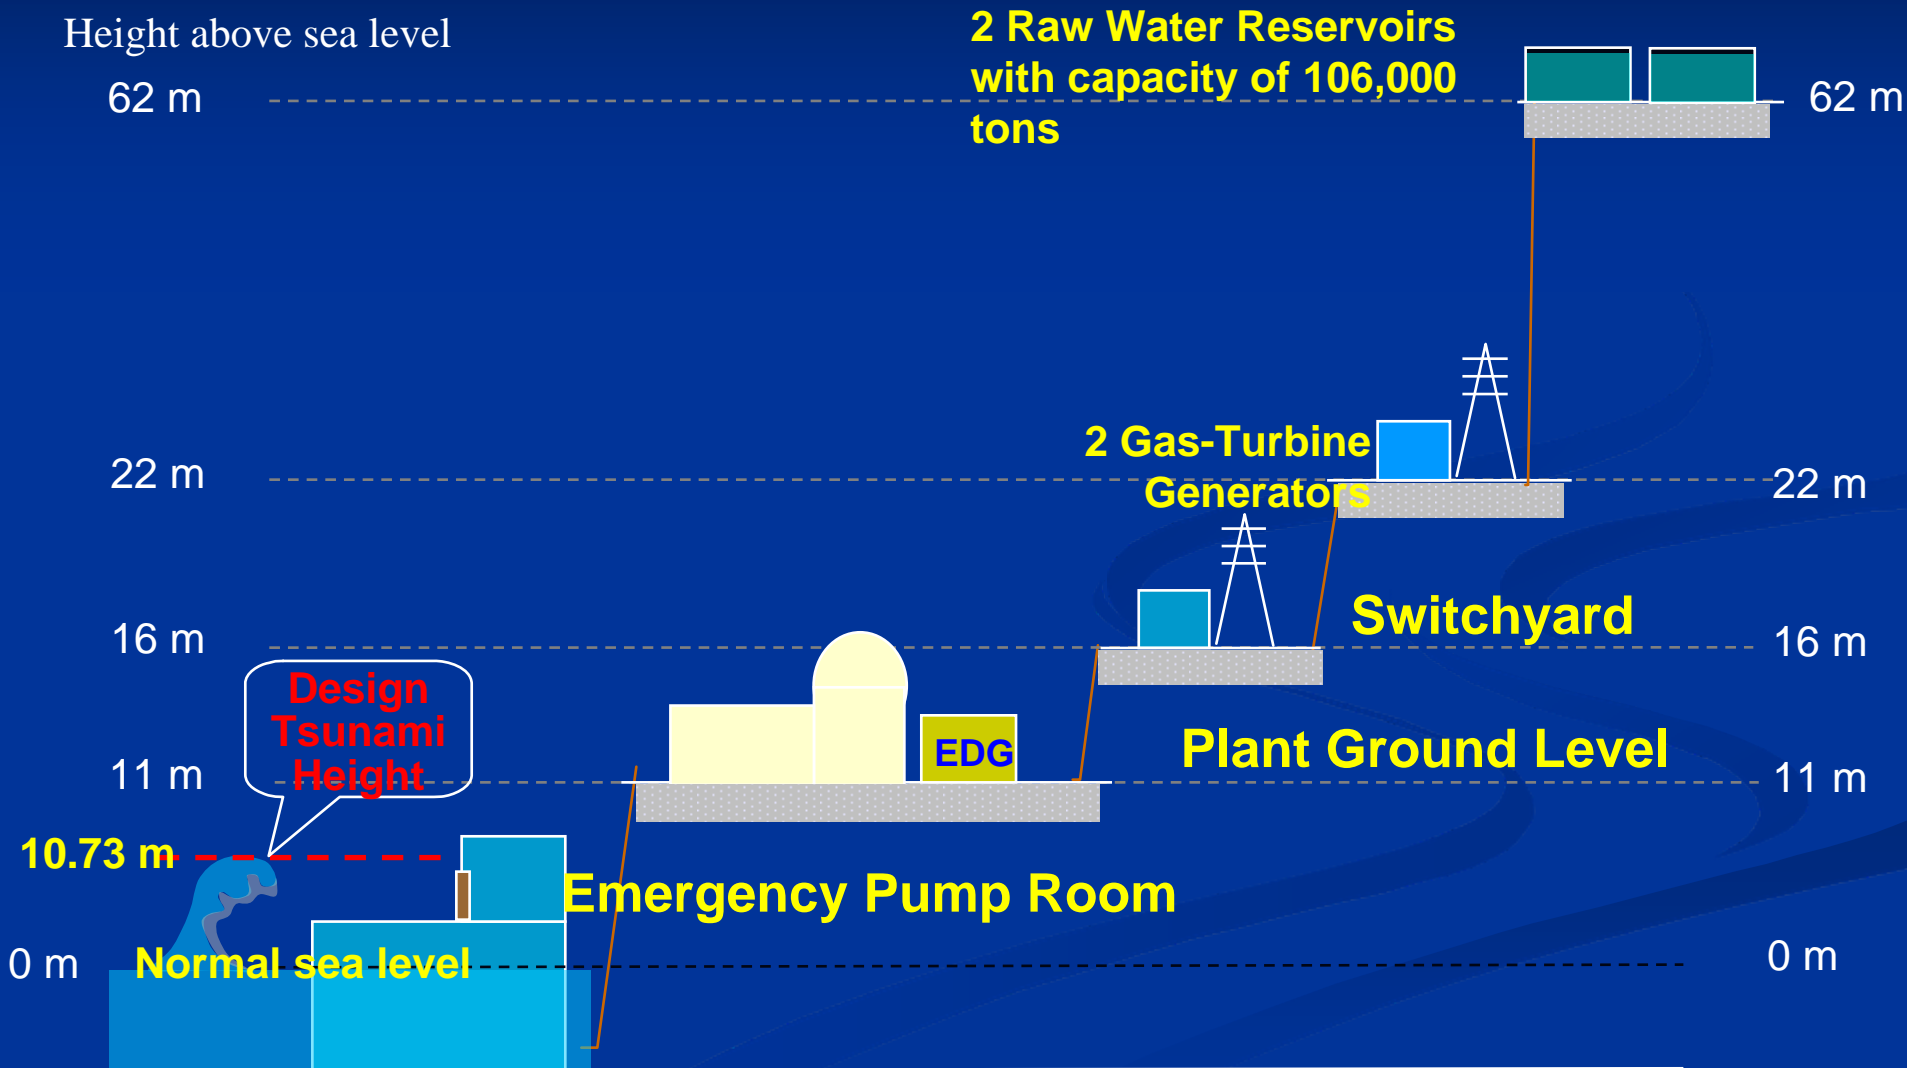 Height above sea level
2 Raw Water Reservoirs
with capacity of 106,000
tons
62 m
62 m
2 Gas-Turbine
Generators
22 m
22 m
Switchyard
16 m
16 m
Design
Tsunami
Height
Plant Ground Level
EDG
11 m
11 m
10.73 m
Emergency Pump Room
0 m
Normal sea level
0 m